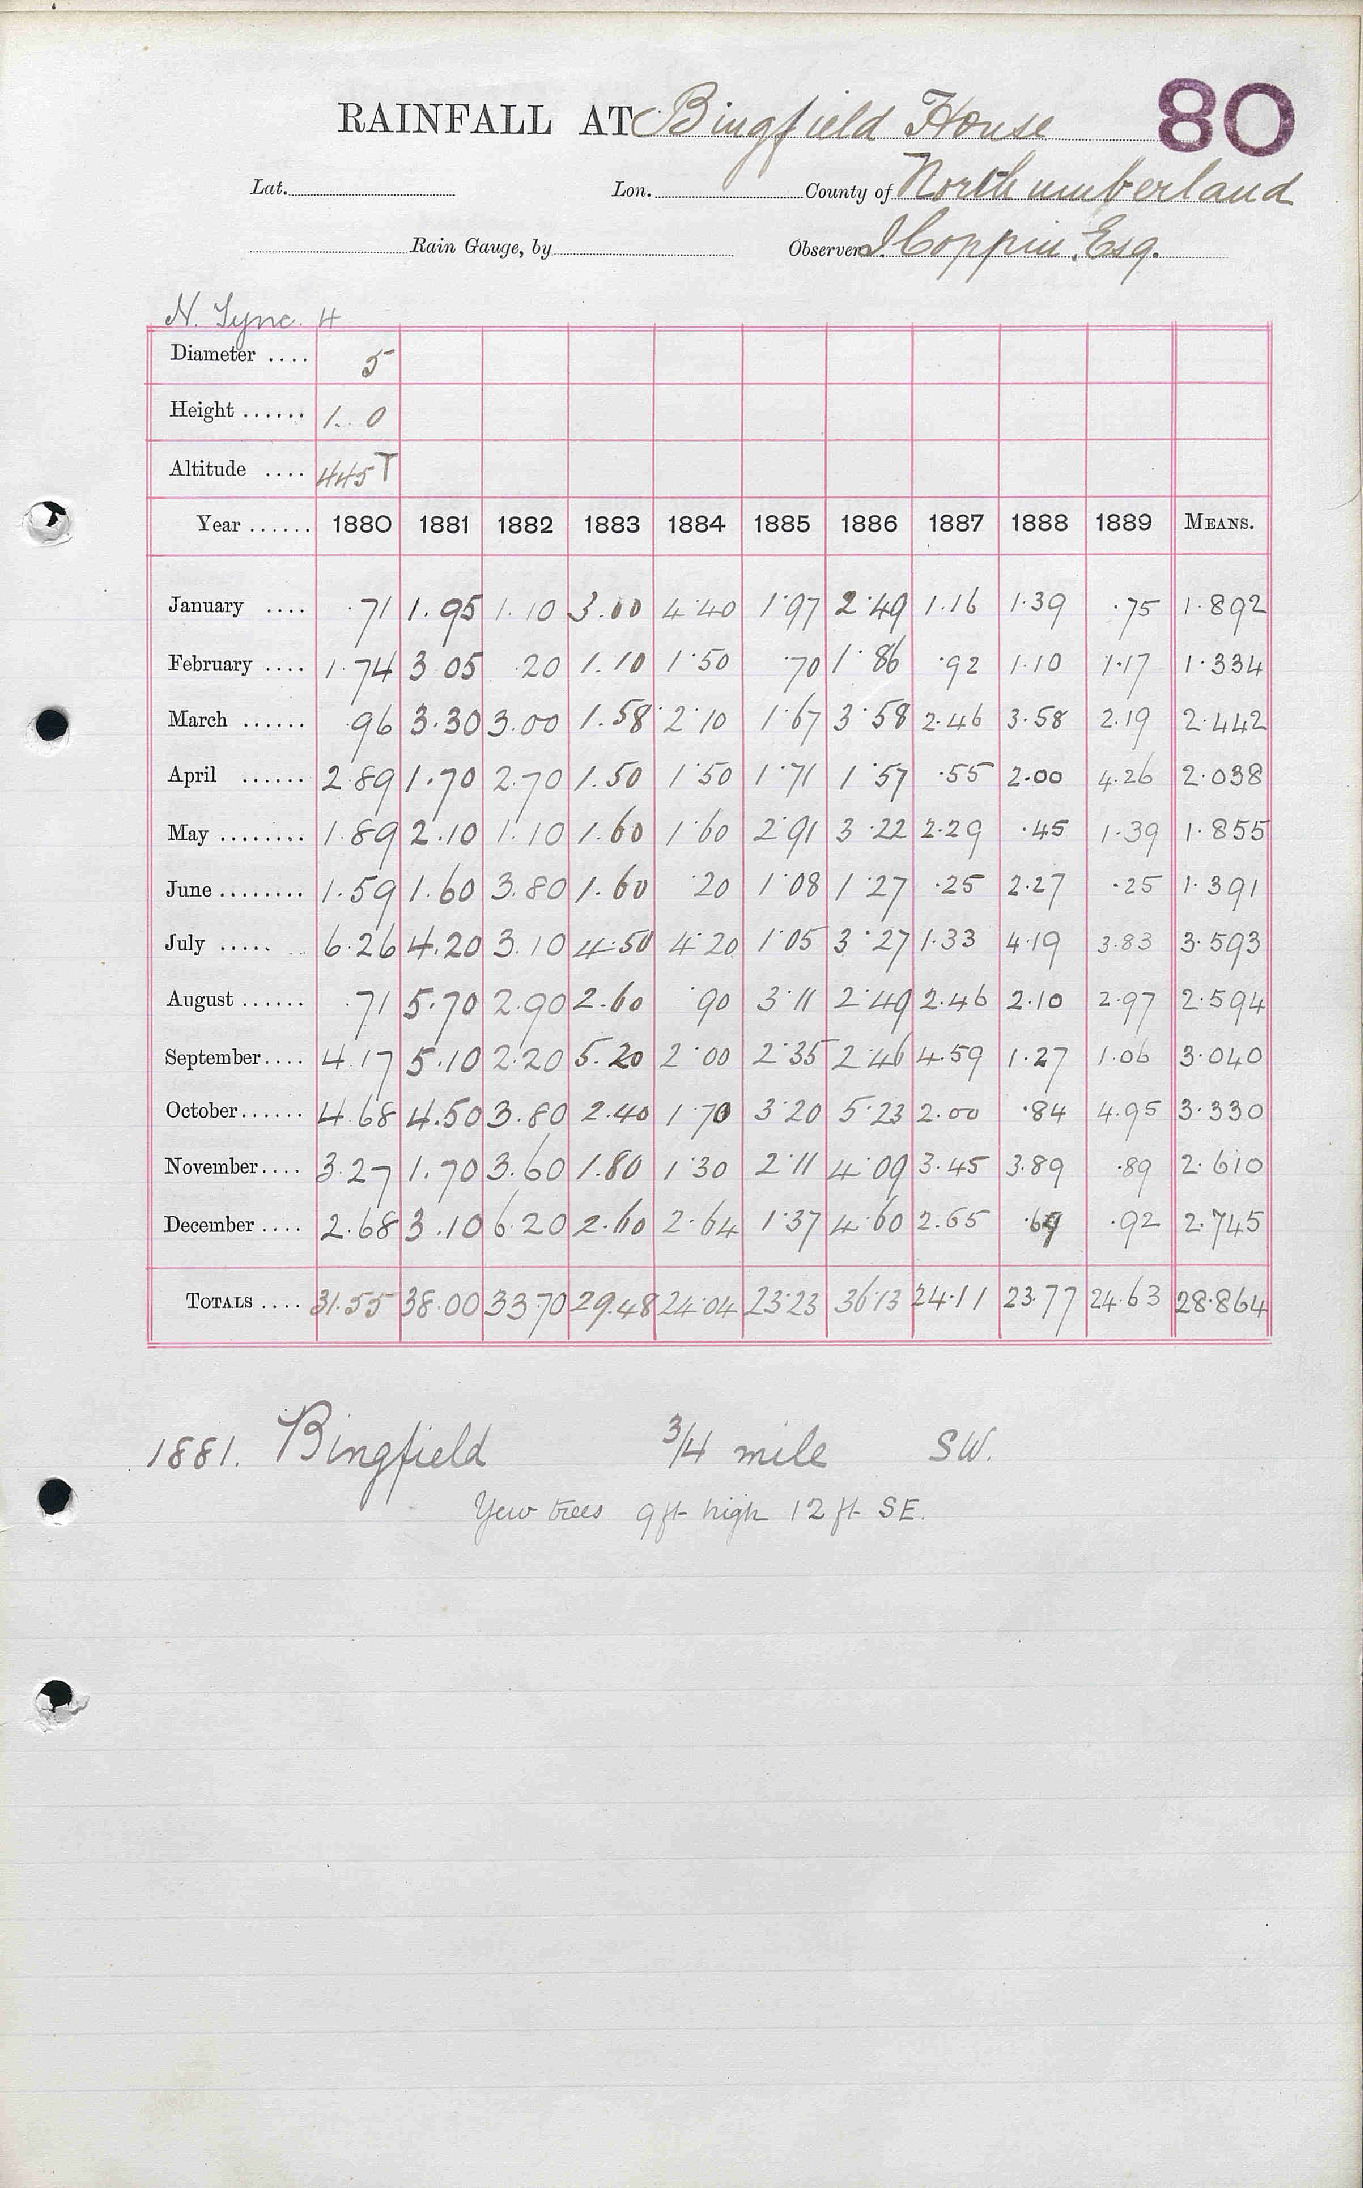 RAINFALL AT Bingfield House 80
Lat. Lon. County of Northumberland
Rain Gauge, by Observer J Coppin, Esq.
N. Tync. 4
Diameter .... 5
Height ...... 1. 0
Altitude .... 445 T
Year ...... 1880 1881 1882 1883 1884 1885 1886 1887 1888 1889 MEANS.
January .... .71 1.95 1.10 3.00 4.40 1.97 2.49 1.16 1.39 .75 1.892
February .... 1.74 3.05 .20 1.10 1.50 .70 1.86 .92 1.10 1.17 1.334
March ...... .96 3.30 3.00 1.58 2.10 1.67 3.58 2.46 3.58 2.19 2.442
April ...... 2.89 1.70 2.70 1.50 1.50 1.71 1.57 .55 2.00 4.26 2.038
May ........ 1.89 2.10 1.10 1.60 1.60 2.91 3.22 2.29 .45 1.39 1.855
June ........ 1.59 1.60 3.80 1.60 .20 1.08 1.27 .25 2.27 .25 1.391
July ..... 6.26 4.20 3.10 4.50 4.20 1.05 3.27 1.33 4.19 3.83 3.593
August ...... .71 5.70 2.90 2.60 .90 3.11 2.49 2.46 2.10 2.97 2.594
September .... 4.17 5.10 2.20 5.20 2.00 2.35 2.46 4.59 1.27 1.06 3.040
October ...... 4.68 4.50 3.80 2.40 1.70 3.20 5.23 2.00 .84 4.95 3.330
November .... 3.27 1.70 3.60 1.80 1.30 2.11 4.09 3.45 3.89 .89 2.610
December .... 2.68 3.10 6.20 2.60 2.64 1.37 4.60 2.65 .69 .92 2.745
TOTALS .... 31.55 38.00 33.70 29.48 24.04 23.23 36.13 24.11 23.77 24.63 28.864
1881. Bingfield 3/4 mile SW.
Yew trees 9 ft high 12 ft SE.